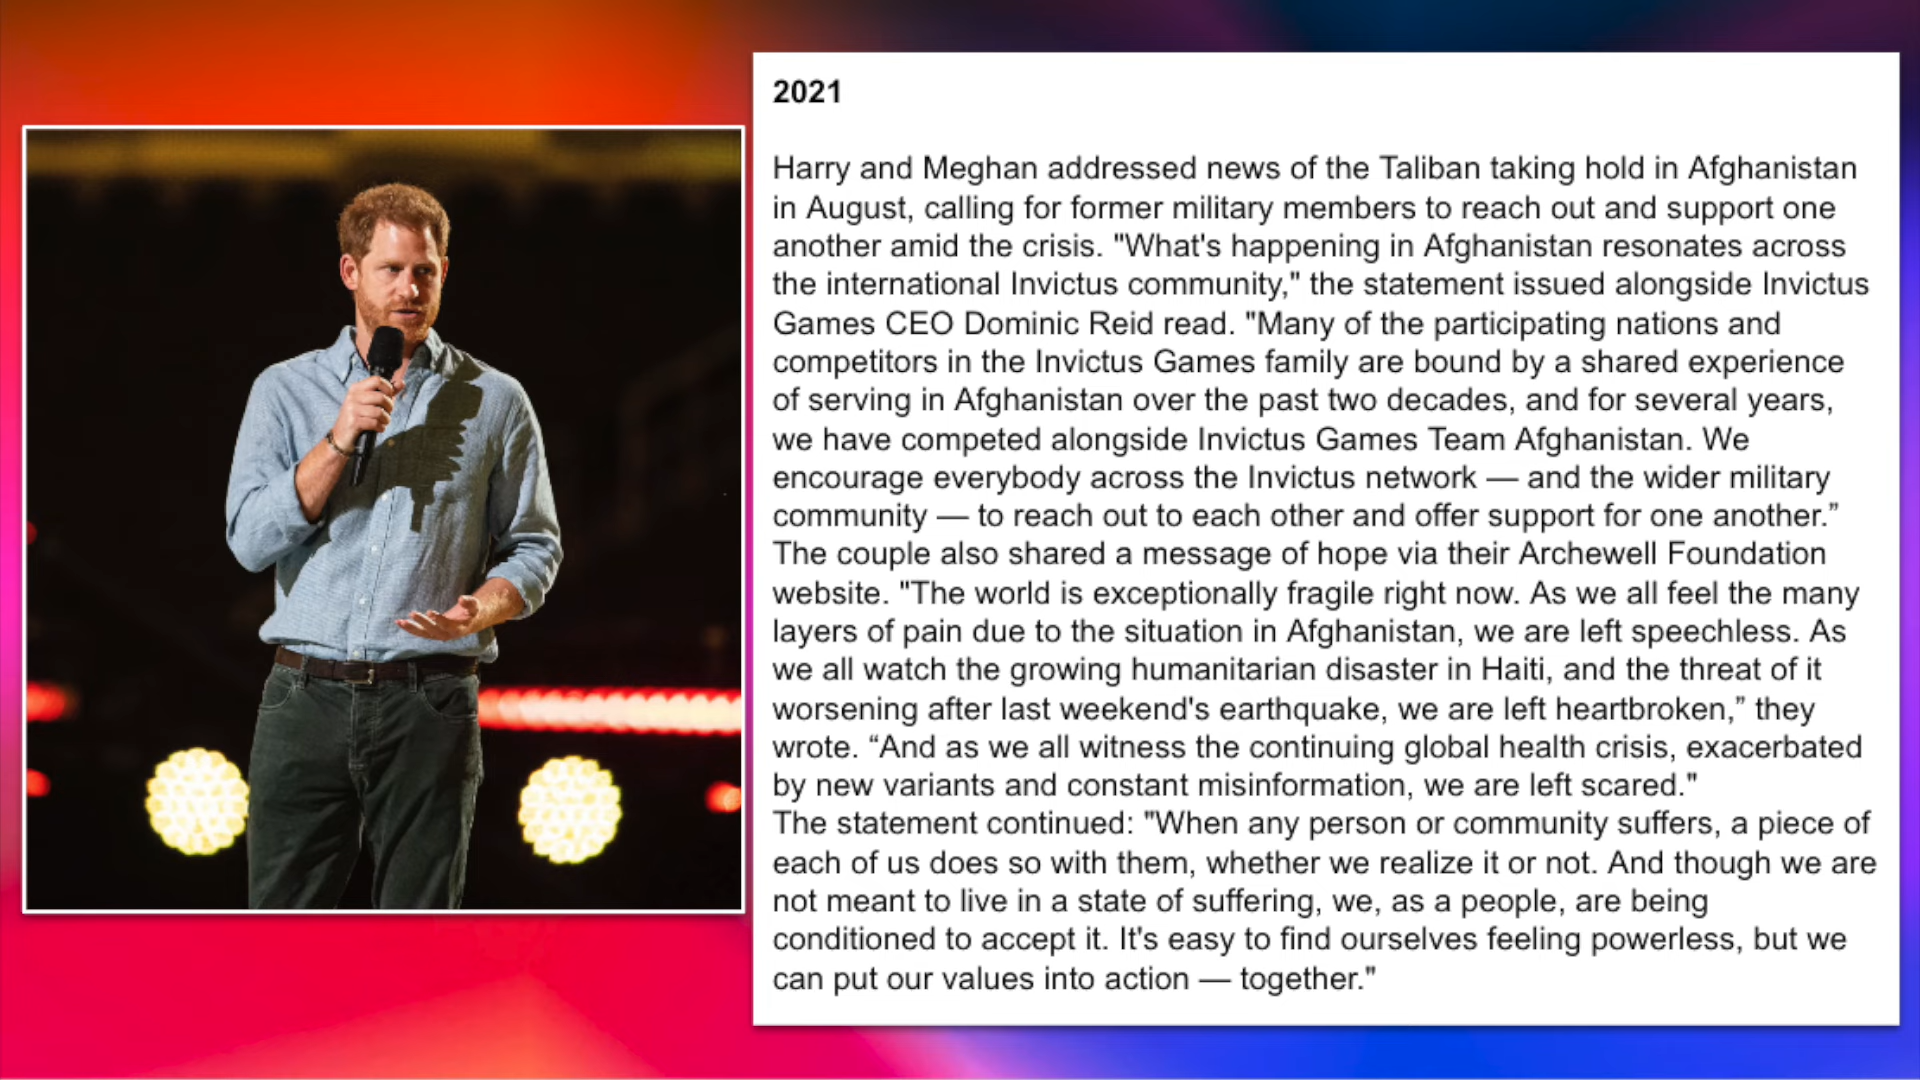 2021
Harry and Meghan addressed news of the Taliban taking hold in Afghanistan
in August, calling for former military members to reach out and support one
another amid the crisis. "What's happening in Afghanistan resonates across
the international Invictus community," the statement issued alongside Invictus
Games CEO Dominic Reid read. "Many of the participating nations and
competitors in the Invictus Games family are bound by a shared experience
of serving in Afghanistan over the past two decades, and for several years,
we have competed alongside Invictus Games Team Afghanistan. We
encourage everybody across the Invictus network — and the wider military
community — to reach out to each other and offer support for one another.”
The couple also shared a message of hope via their Archewell Foundation
website. "The world is exceptionally fragile right now. As we all feel the many
layers of pain due to the situation in Afghanistan, we are left speechless. As
we all watch the growing humanitarian disaster in Haiti, and the threat of it
worsening after last weekend's earthquake, we are left heartbroken,” they
wrote. “And as we all witness the continuing global health crisis, exacerbated
by new variants and constant misinformation, we are left scared."
The statement continued: "When any person or community suffers, a piece of
each of us does so with them, whether we realize it or not. And though we are
not meant to live in a state of suffering, we, as a people, are being
conditioned to accept it. It's easy to find ourselves feeling powerless, but we
can put our values into action — together."